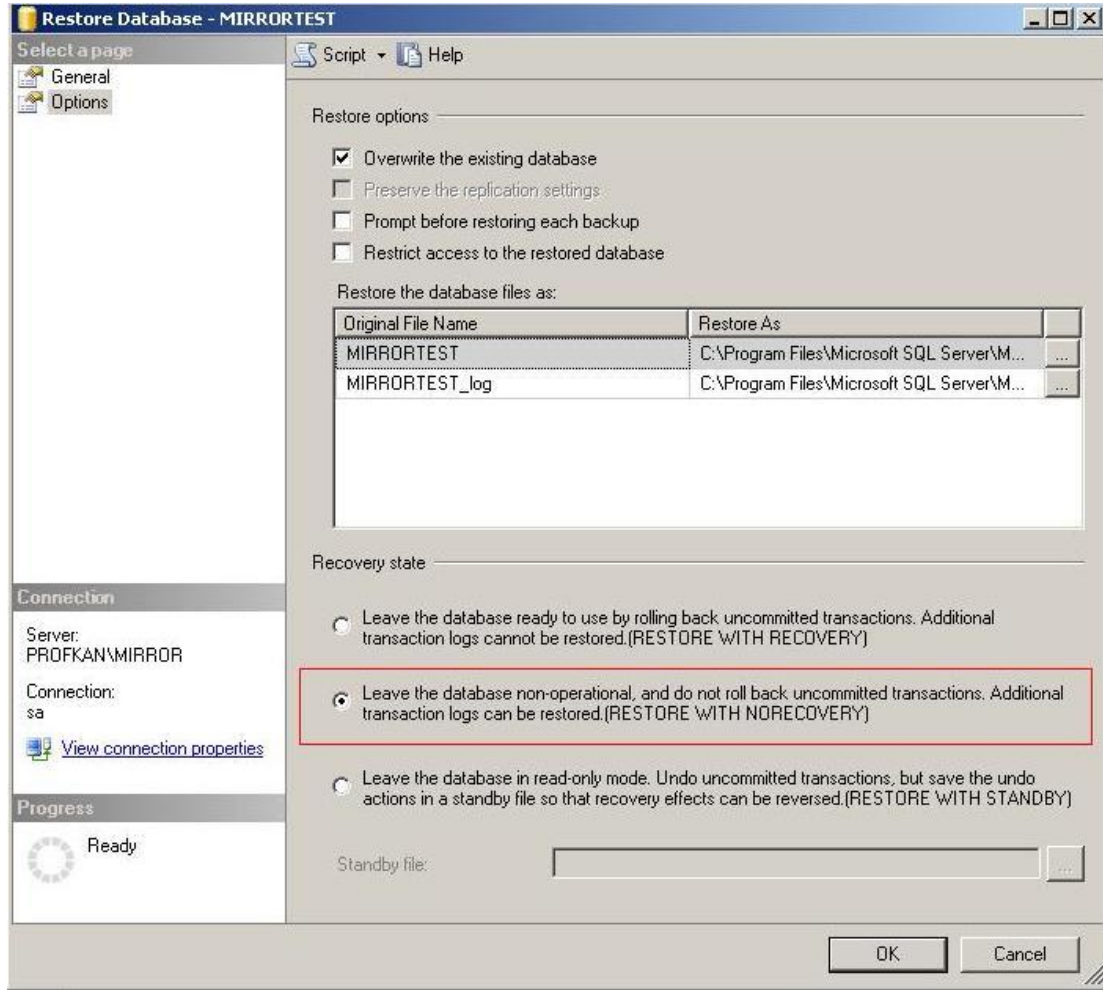 Restore Database - MIRRORTEST
Select a page
General
Options
Script
Help
Restore options
Overwrite the existing database
Preserve the replication settings
Prompt before restoring each backup
Restrict access to the restored database
Restore the database files as:
Original File Name Restore As
MIRRORTEST C:\Program Files\Microsoft SQL Server\M... ...
MIRRORTEST_log C:\Program Files\Microsoft SQL Server\M... ...
Recovery state
Leave the database ready to use by rolling back uncommitted transactions. Additional
transaction logs cannot be restored.(RESTORE WITH RECOVERY)
Leave the database non-operational, and do not roll back uncommitted transactions. Additional
transaction logs can be restored.(RESTORE WITH NORECOVERY)
Leave the database in read-only mode. Undo uncommitted transactions, but save the undo
actions in a standby file so that recovery effects can be reversed.(RESTORE WITH STANDBY)
Standby file:
...
Connection
Server:
PROFKAN\MIRROR
Connection:
sa
View connection properties
Progress
Ready
OK
Cancel